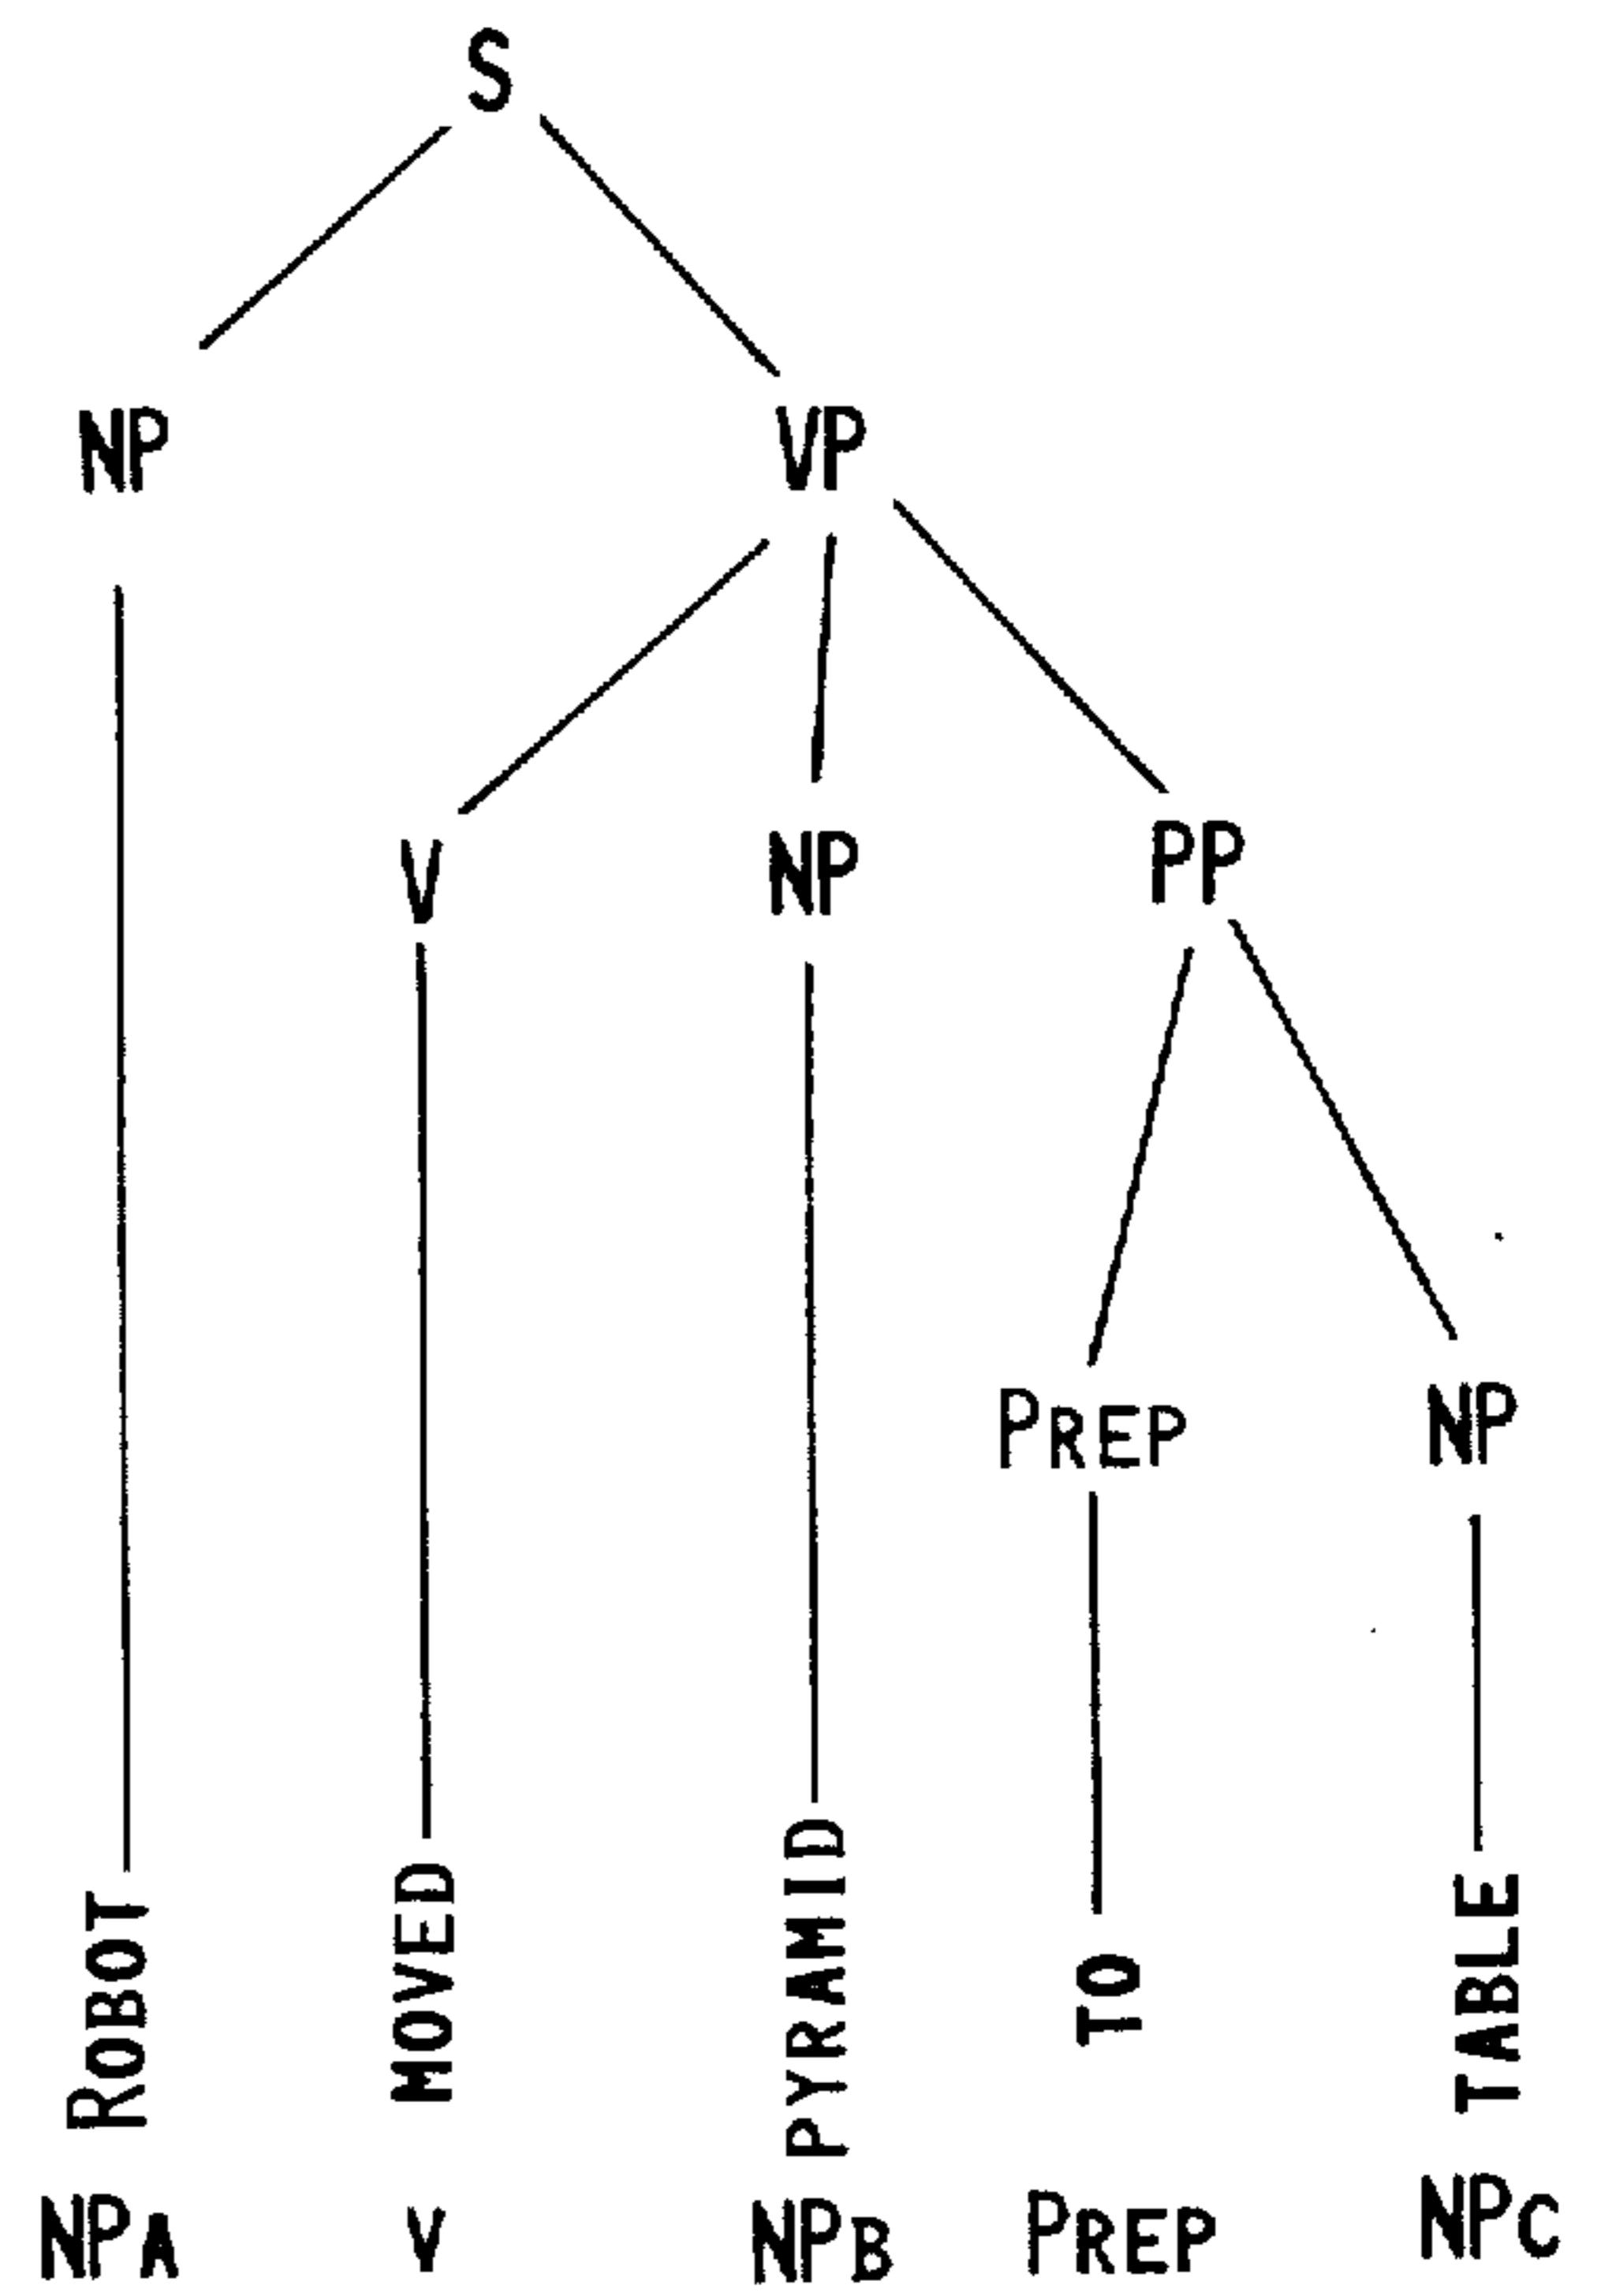 S
NP VP
V NP PP
PREP NP
ROBOT MOVED PYRAMID TO TABLE
NPA V NPB PREP NPC